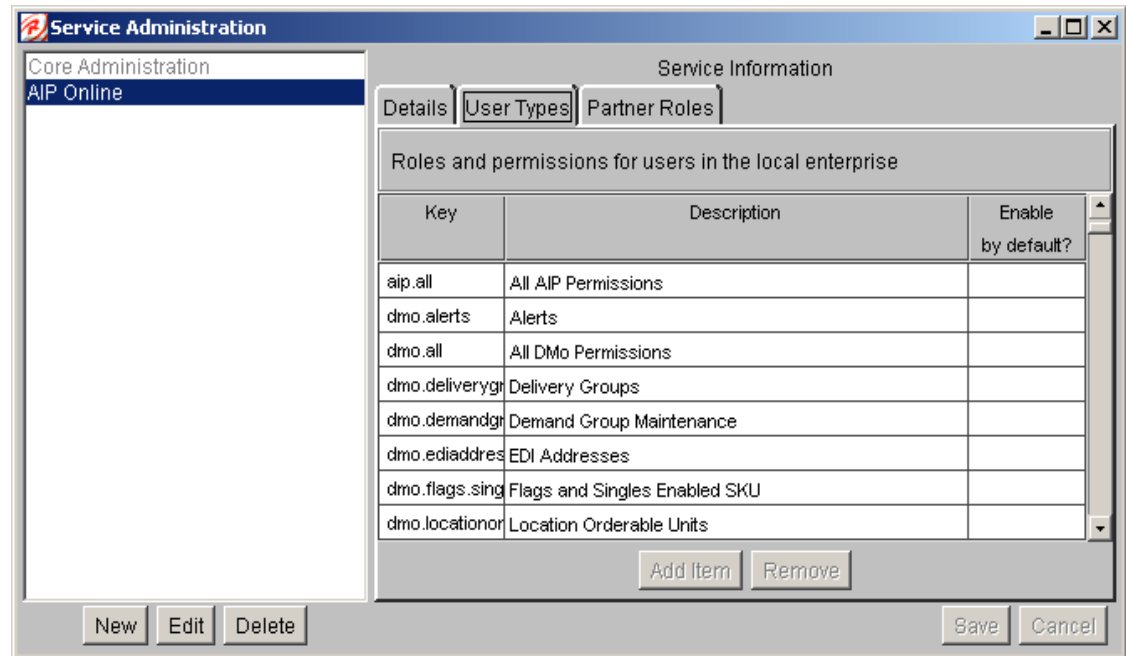 Service Administration
Core Administration
AIP Online
Service Information
Details User Types Partner Roles
Roles and permissions for users in the local enterprise
Key Description Enable
by default?
aip.all All AIP Permissions
dmo.alerts Alerts
dmo.all All DMo Permissions
dmo.deliverygr Delivery Groups
dmo.demandgr Demand Group Maintenance
dmo.ediaddres EDI Addresses
dmo.flags.sing Flags and Singles Enabled SKU
dmo.locationor Location Orderable Units
Add Item Remove
New Edit Delete Save Cancel